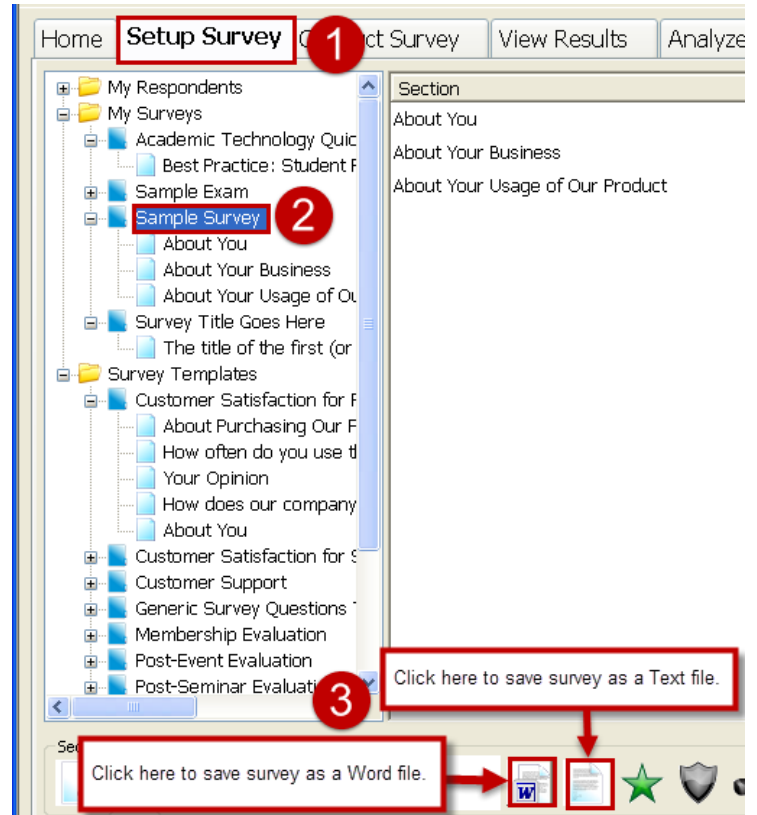 Home
Setup Survey
1
ct Survey
View Results
Analyze
My Respondents
My Surveys
Academic Technology Quic
Best Practice: Student F
Sample Exam
Sample Survey
2
About You
About Your Business
About Your Usage of Ou
Survey Title Goes Here
The title of the first (or
Survey Templates
Customer Satisfaction for F
About Purchasing Our F
How often do you use th
Your Opinion
How does our company
About You
Customer Satisfaction for S
Customer Support
Generic Survey Questions
Membership Evaluation
Post-Event Evaluation
Post-Seminar Evaluati
3
Section
About You
About Your Business
About Your Usage of Our Product
Click here to save survey as a Text file.
Se
Click here to save survey as a Word file.
W